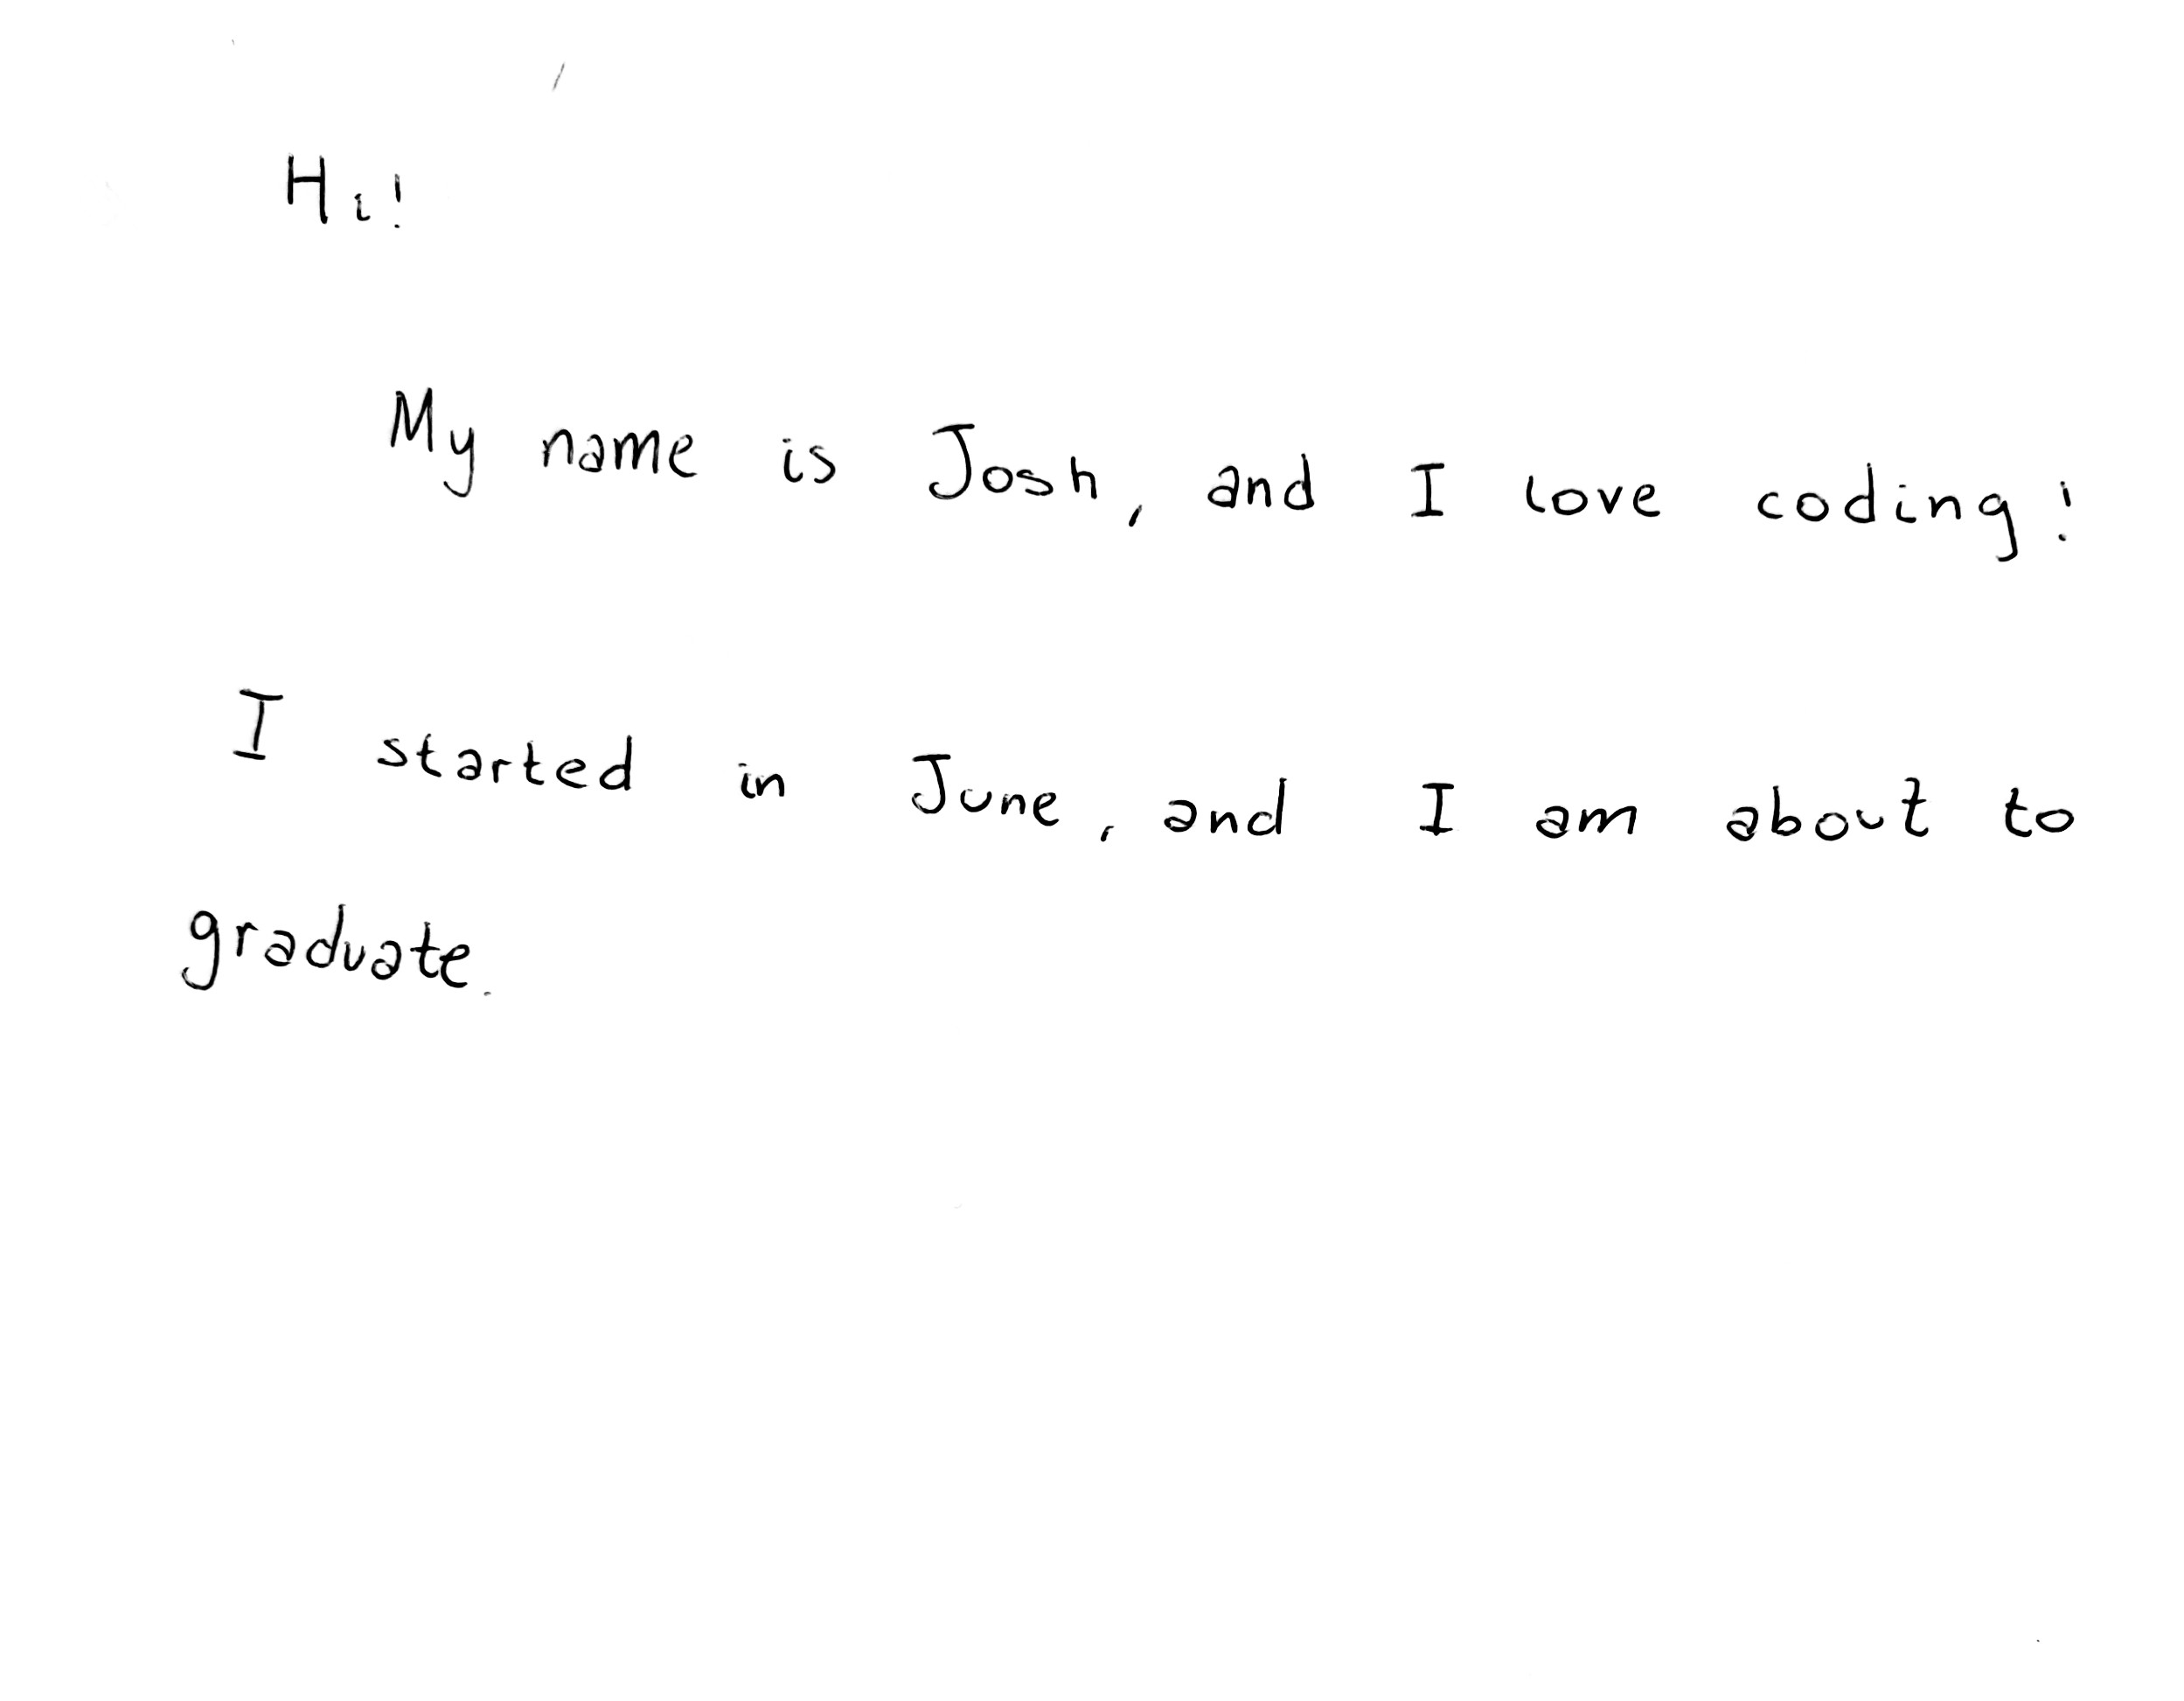 Hi!
My name is Josh, and I love coding!
I started in June, and I am about to
graduate.